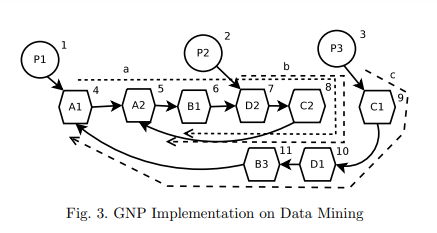 P1 1
P2 2
P3 3
a
b
c
A1 4
A2 5
B1 6
D2 7
C2 8
C1 9
B3 11
D1 10
Fig. 3. GNP Implementation on Data Mining